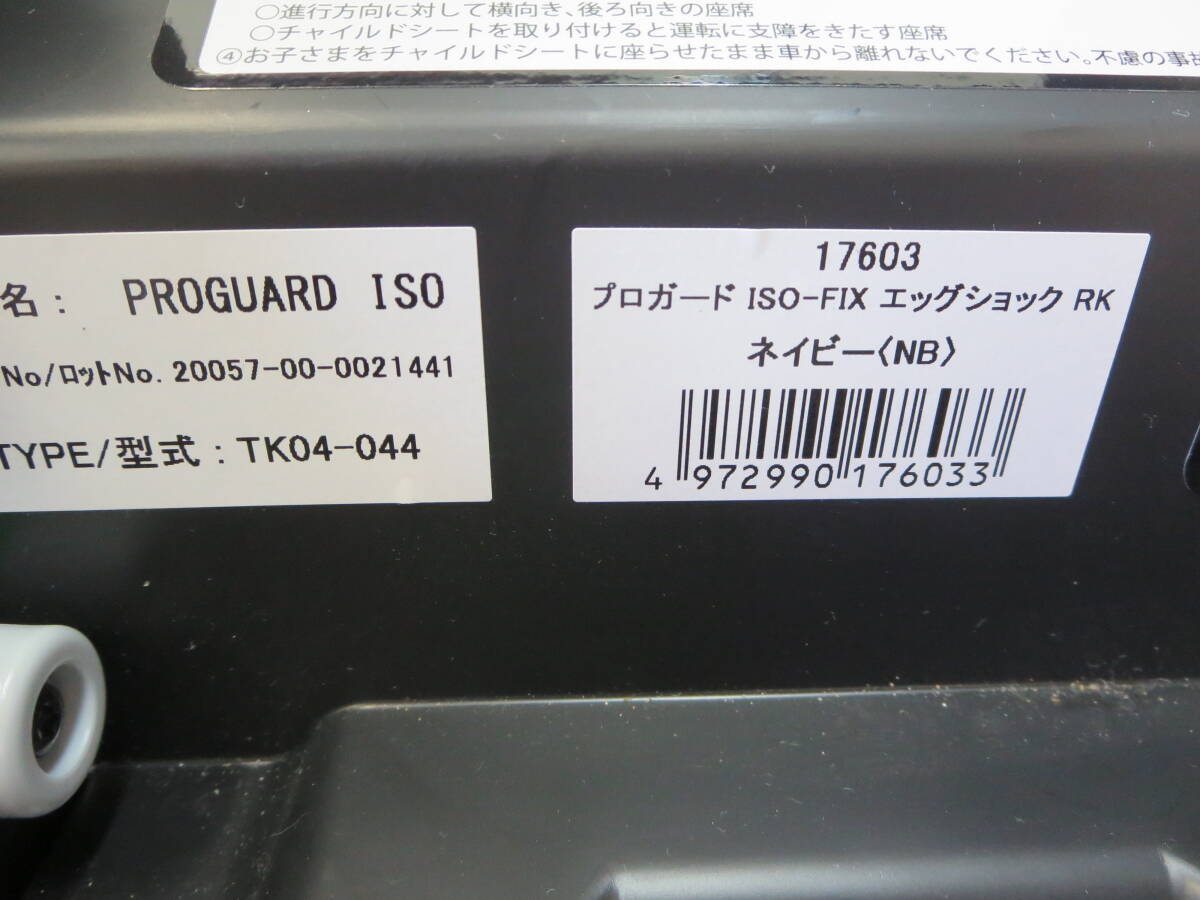 ○進行方向に対して横向き、後ろ向きの座席
○チャイルドシートを取り付けると運転に支障をきたす座席
④お子さまをチャイルドシートに座らせたまま車から離れないでください。不慮の事故
名： PROGUARD ISO
No/ロットNo. 20057-00-0021441
TYPE/型式：TK04-044
17603
プロガード ISO-FIX エッグショック RK
ネイビー〈NB〉
4 972990 176033